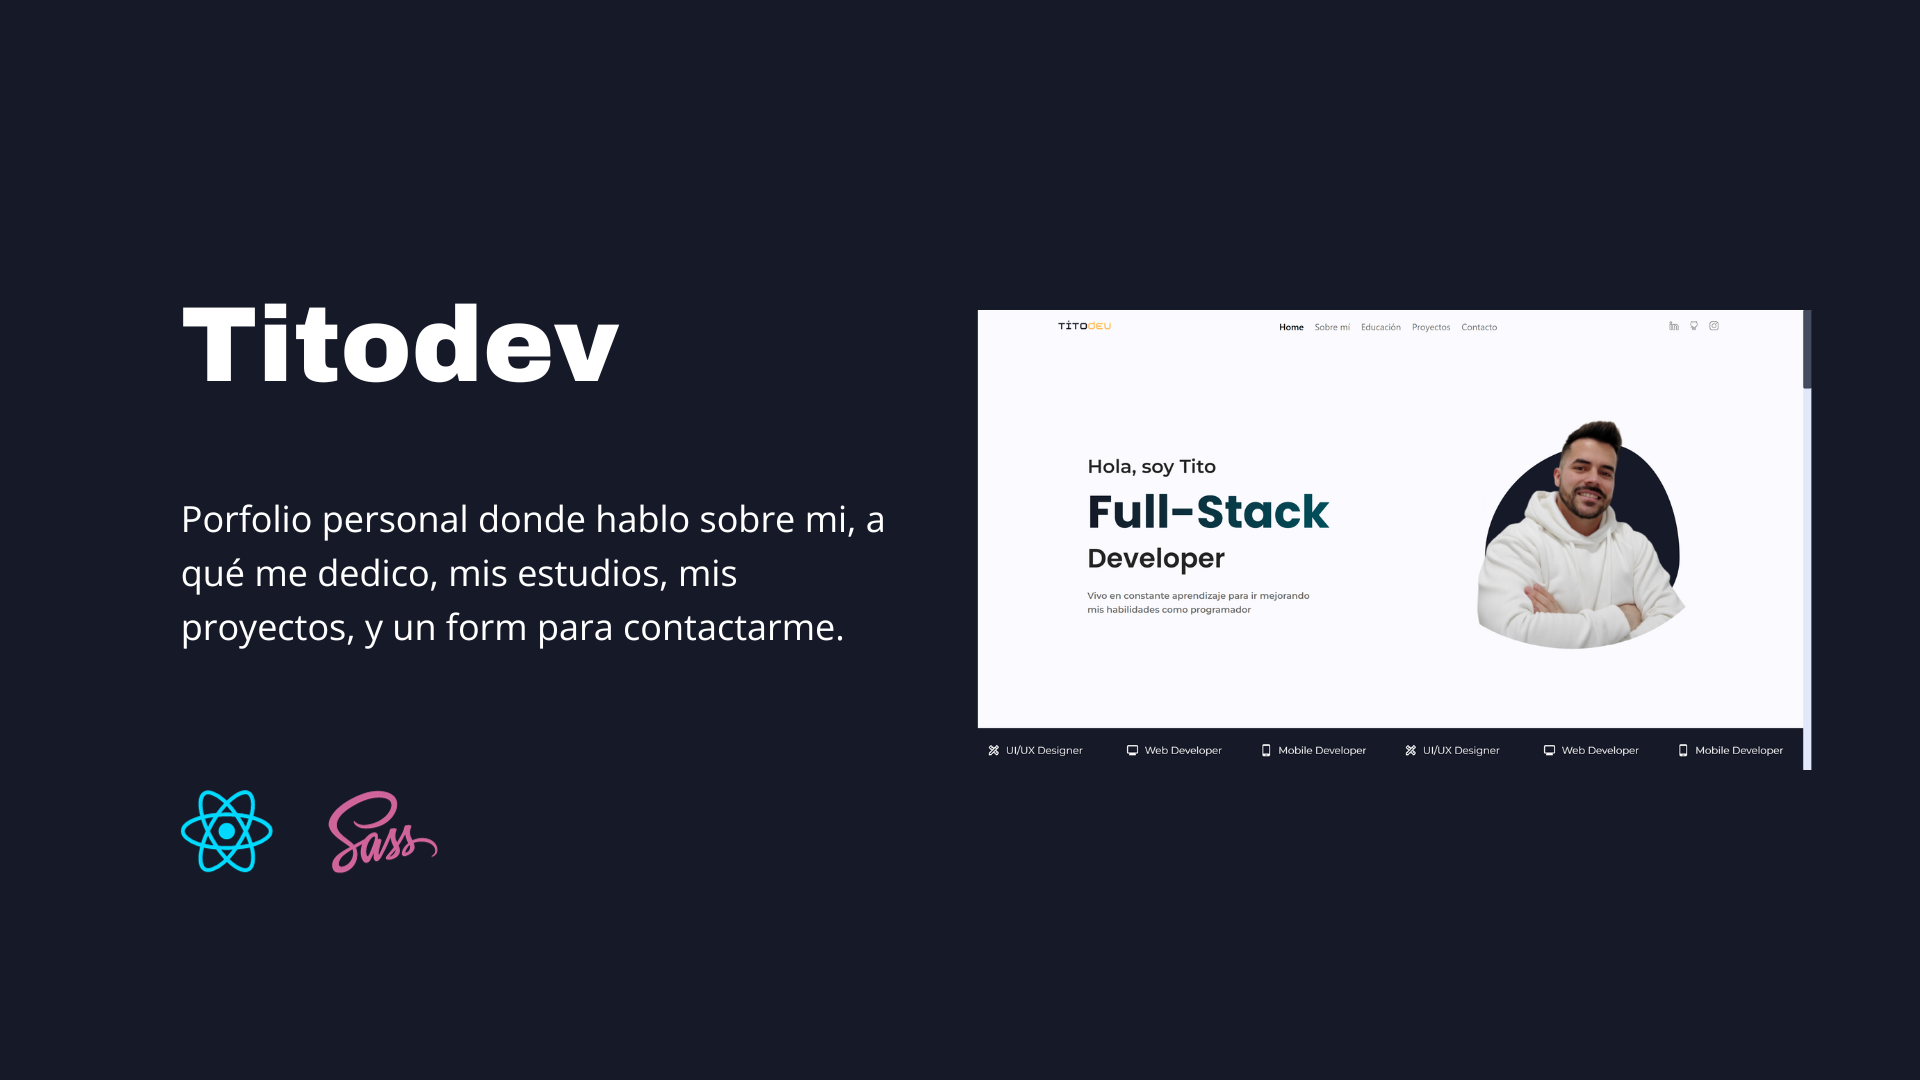 Titodev
Porfolio personal donde hablo sobre mi, a
qué me dedico, mis estudios, mis
proyectos, y un form para contactarme.
Sass
TITODEV
Home Sobre mí Educación Proyectos Contacto
Hola, soy Tito
Full-Stack
Developer
Vivo en constante aprendizaje para ir mejorando
mis habilidades como programador
UI/UX Designer Web Developer Mobile Developer UI/UX Designer Web Developer Mobile Developer